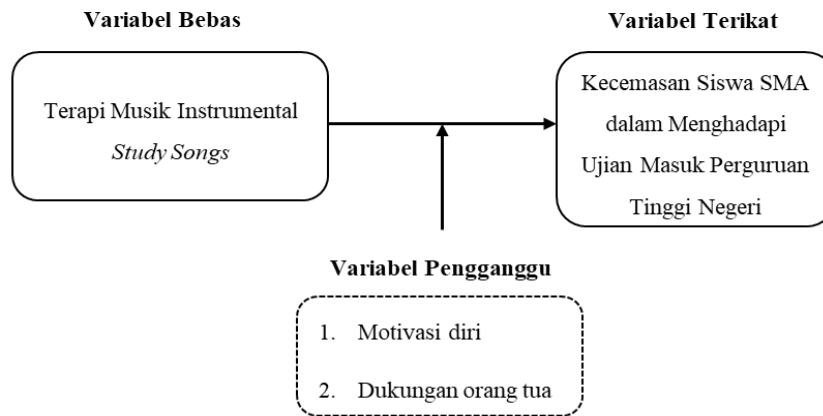 Variabel Bebas
Variabel Terikat
Terapi Musik Instrumental
Study Songs
Kecemasan Siswa SMA
dalam Menghadapi
Ujian Masuk Perguruan
Tinggi Negeri
Variabel Pengganggu
1. Motivasi diri
2. Dukungan orang tua